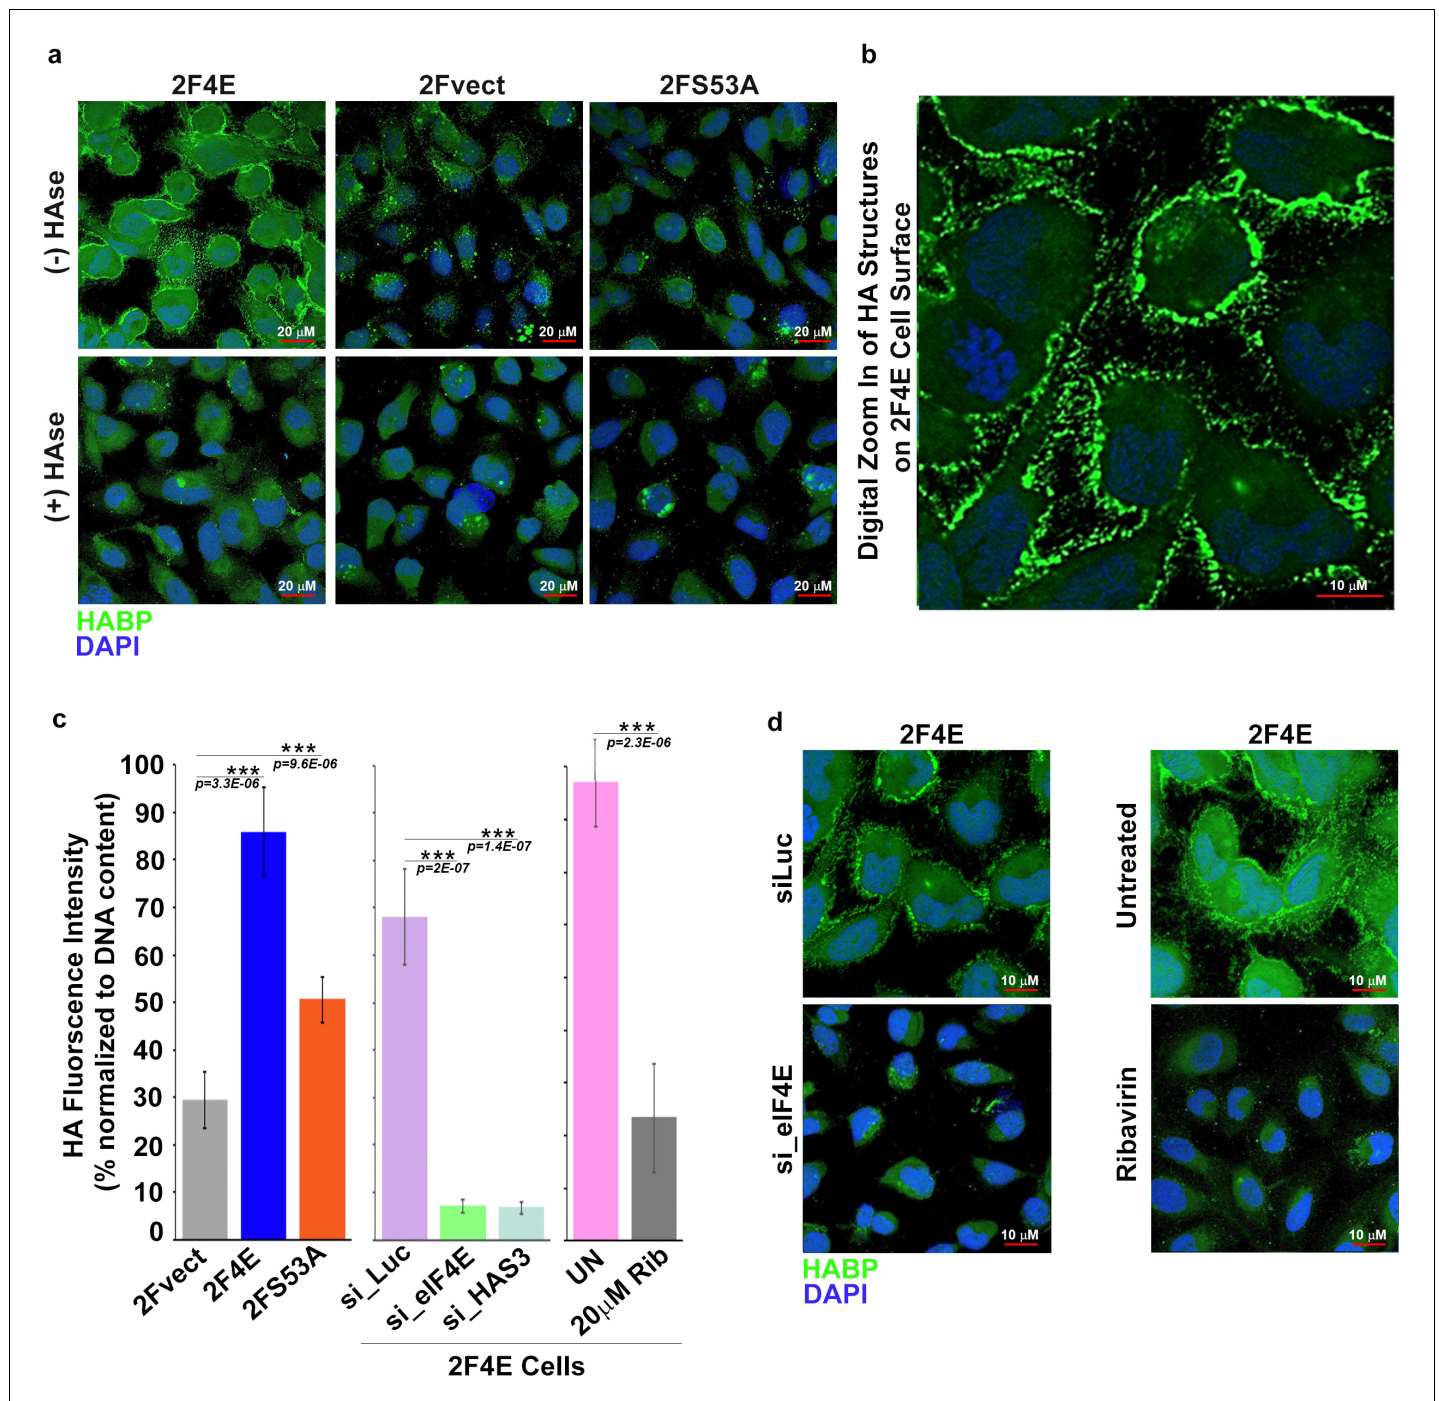 a
2F4E
2Fvect
2FS53A
(-) HAse
20 μM
20 μM
20 μM
(+) HAse
20 μM
20 μM
20 μM
HABP
DAPI
b
Digital Zoom In of HA Structures
on 2F4E Cell Surface
10 μM
c
HA Fluorscence Intensity
(% normalized to DNA content)
100
90
80
70
60
50
40
30
20
10
0
***
p=3.3E-06
***
p=9.6E-06
***
p=2E-07
***
p=1.4E-07
***
p=2.3E-06
2Fvect
2F4E
2FS53A
si_Luc
si_eIF4E
si_HAS3
UN
20μM Rib
2F4E Cells
d
2F4E
2F4E
siLuc
10 μM
Untreated
10 μM
si_eIF4E
10 μM
Ribavirin
10 μM
HABP
DAPI